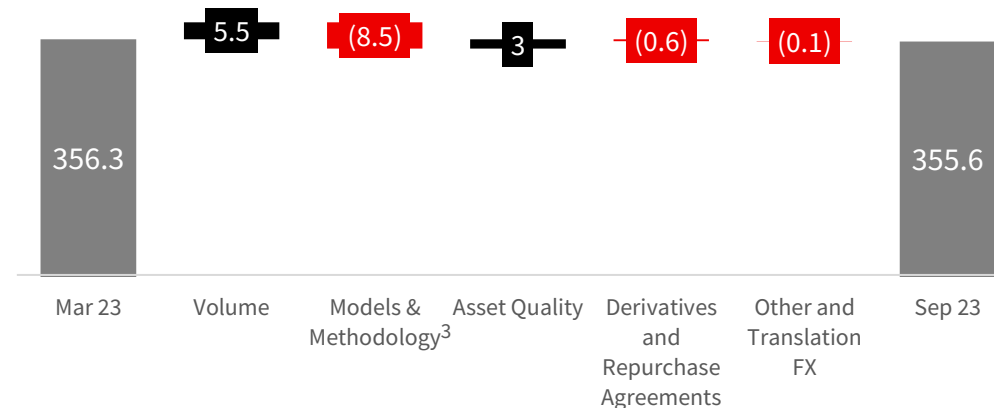 5.5
(8.5)
3
(0.6)
(0.1)
356.3
355.6
Mar 23
Volume
Models &
Methodology3
Asset Quality
Derivatives
and
Repurchase
Agreements
Other and
Translation
FX
Sep 23